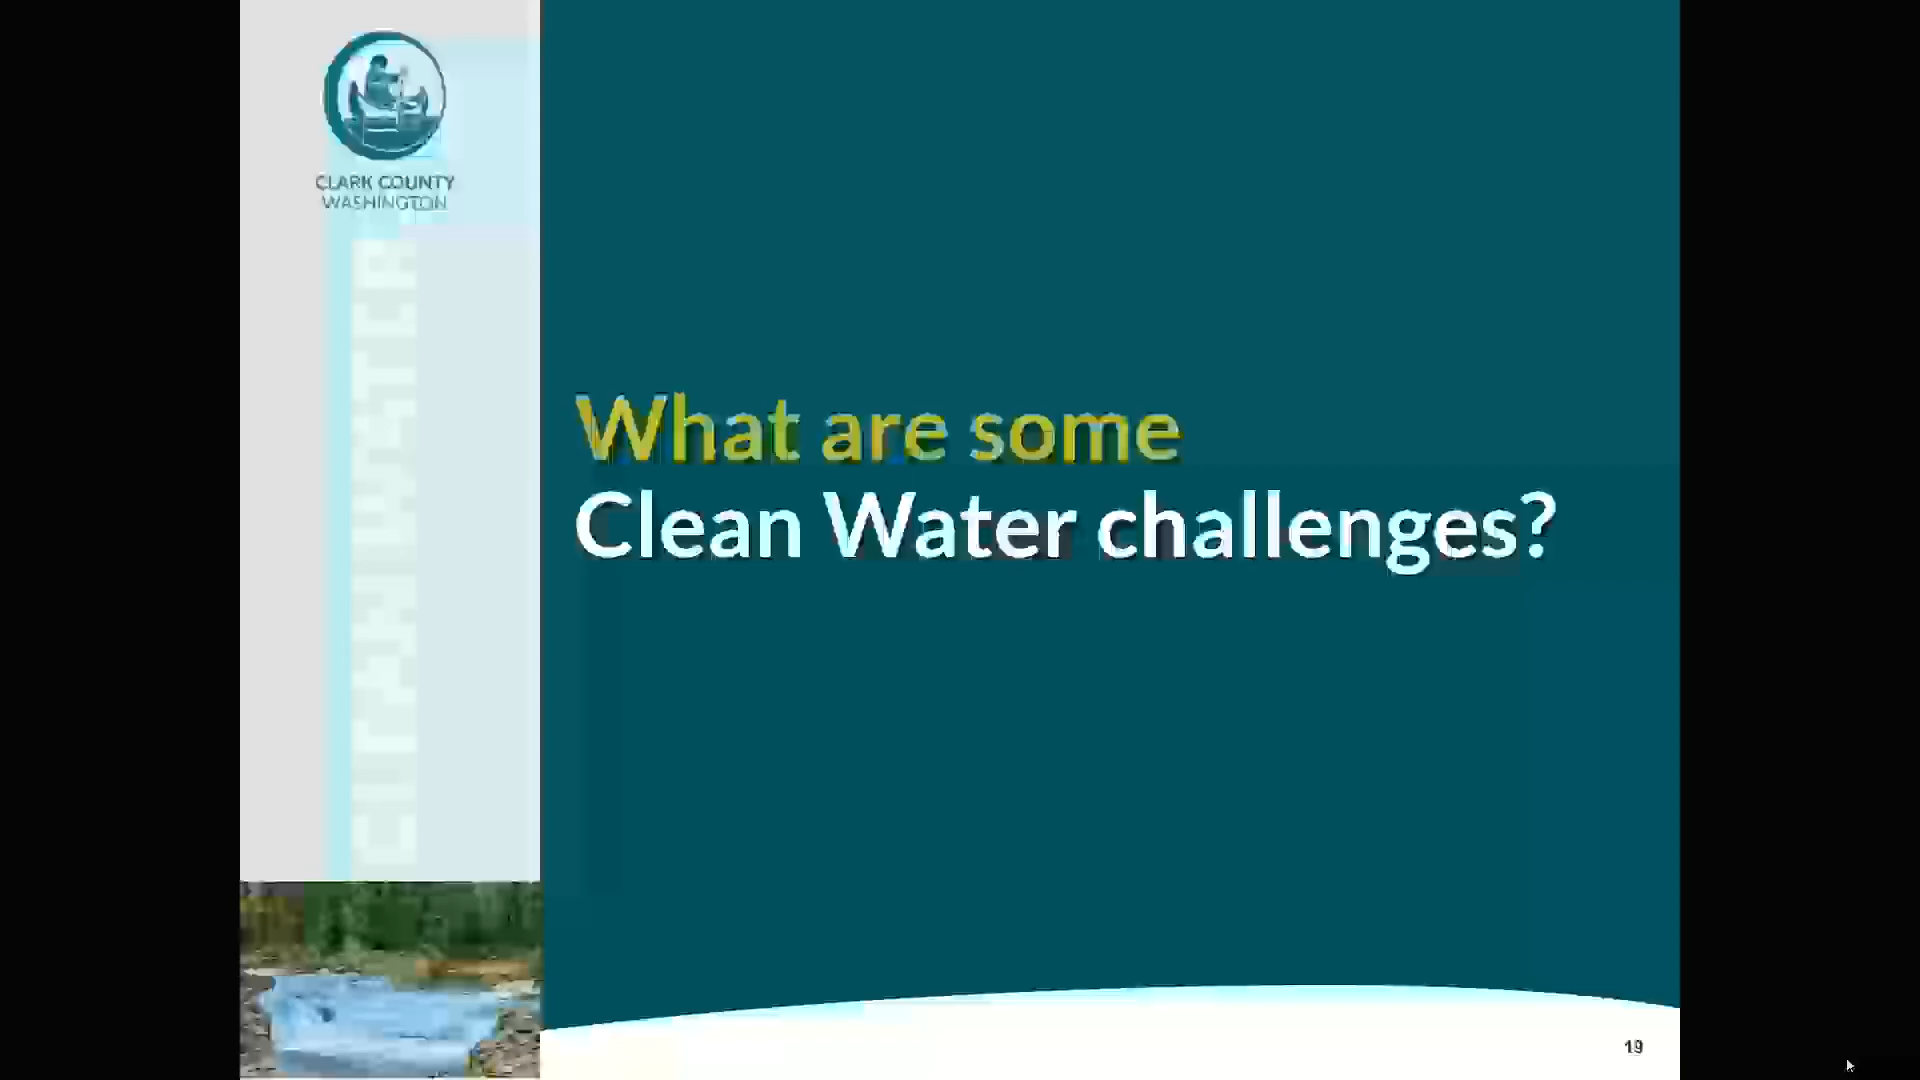 CLARK COUNTY
WASHINGTON
What are some
Clean Water challenges?
19